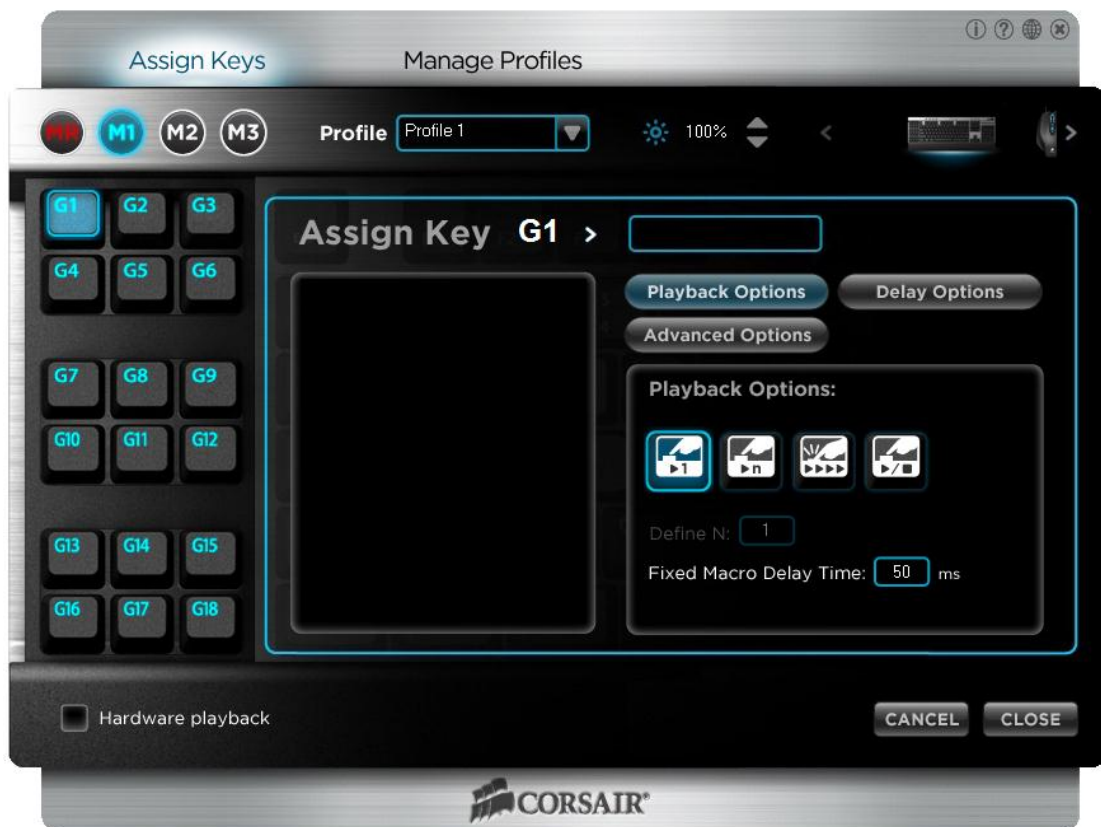 Assign Keys Manage Profiles
MR M1 M2 M3 Profile Profile 1 100%
G1 G2 G3
G4 G5 G6
G7 G8 G9
G10 G11 G12
G13 G14 G15
G16 G17 G18
Assign Key G1 >
Playback Options Delay Options
Advanced Options
Playback Options:
1 n
Define N: 1
Fixed Macro Delay Time: 50 ms
Hardware playback
CANCEL CLOSE
CORSAIR